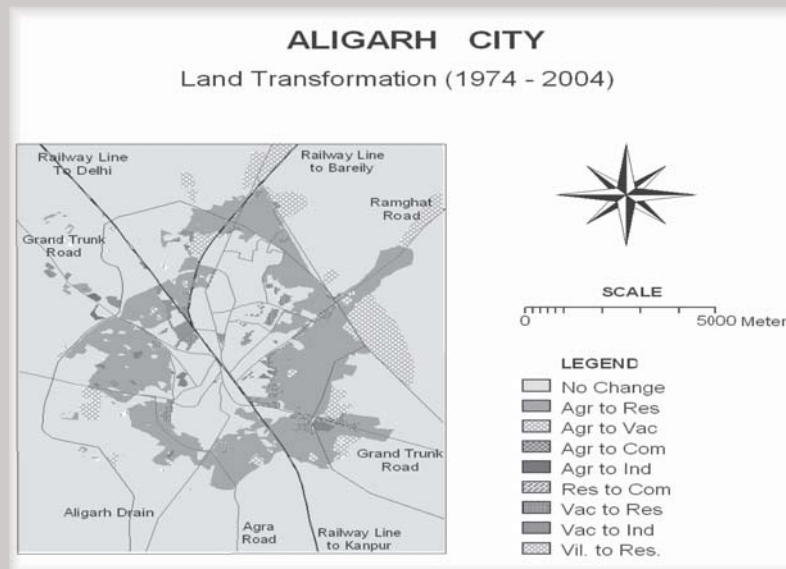 ALIGARH CITY
Land Transformation (1974 - 2004)
Railway Line
To Delhi
Railway Line
to Bareily
Ramghat
Road
Grand Trunk
Road
Grand Trunk
Road
Aligarh Drain
Agra
Road
Railway Line
to Kanpur
SCALE
0 5000 Meter
LEGEND
No Change
Agr to Res
Agr to Vac
Agr to Com
Agr to Ind
Res to Com
Vac to Res
Vac to Ind
Vil. to Res.